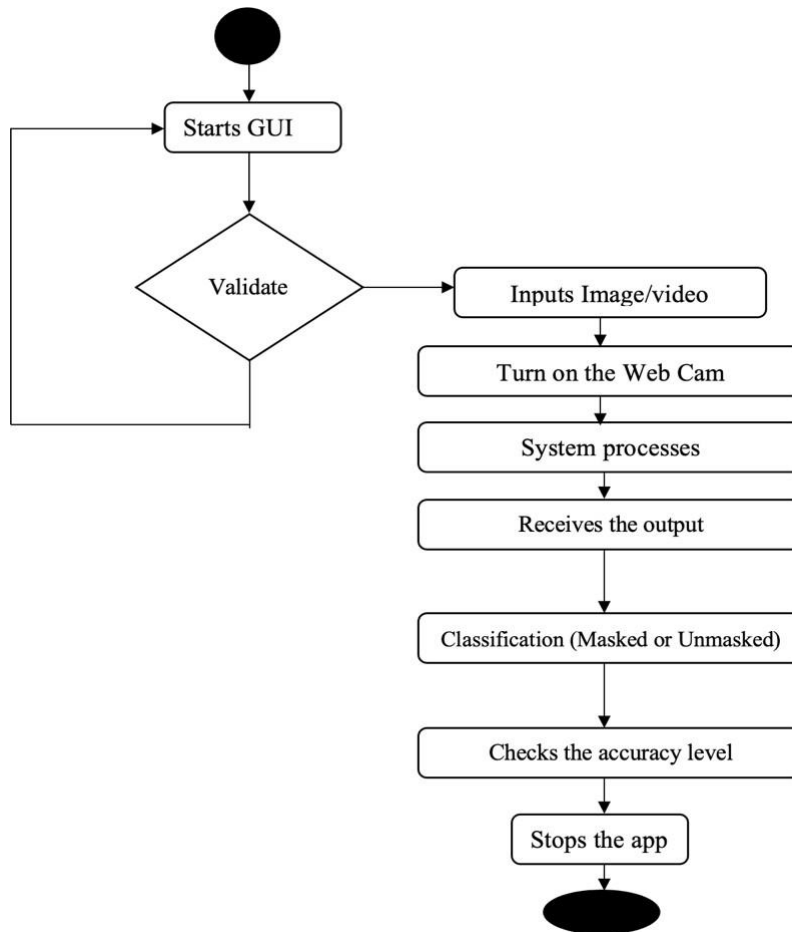 Starts GUI
Validate
Inputs Image/video
Turn on the Web Cam
System processes
Receives the output
Classification (Masked or Unmasked)
Checks the accuracy level
Stops the app